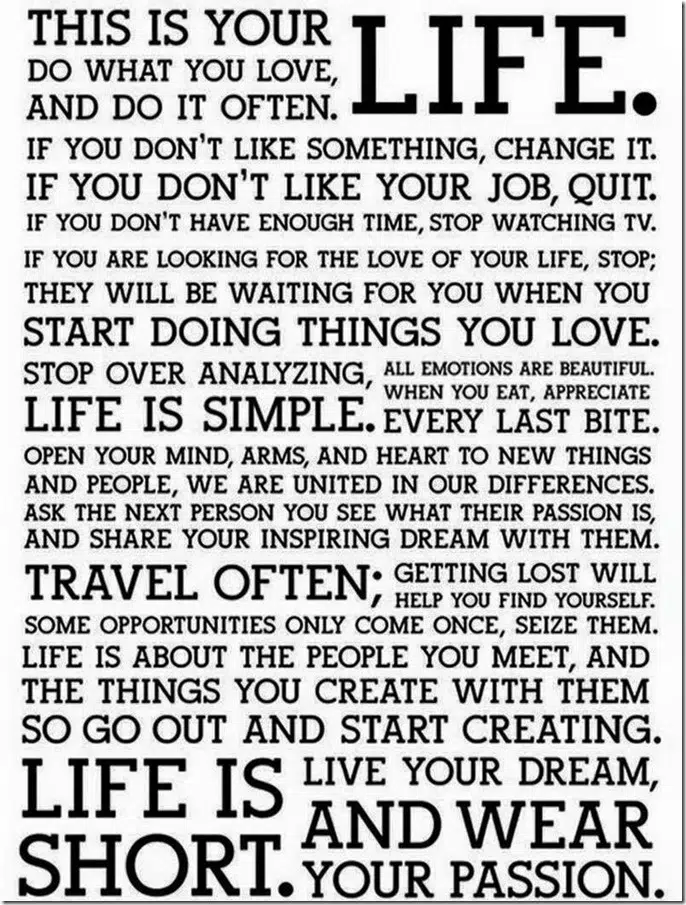 THIS IS YOUR LIFE.
DO WHAT YOU LOVE,
AND DO IT OFTEN.
IF YOU DON'T LIKE SOMETHING, CHANGE IT.
IF YOU DON'T LIKE YOUR JOB, QUIT.
IF YOU DON'T HAVE ENOUGH TIME, STOP WATCHING TV.
IF YOU ARE LOOKING FOR THE LOVE OF YOUR LIFE, STOP;
THEY WILL BE WAITING FOR YOU WHEN YOU
START DOING THINGS YOU LOVE.
STOP OVER ANALYZING,
LIFE IS SIMPLE.
ALL EMOTIONS ARE BEAUTIFUL.
WHEN YOU EAT, APPRECIATE
EVERY LAST BITE.
OPEN YOUR MIND, ARMS, AND HEART TO NEW THINGS
AND PEOPLE, WE ARE UNITED IN OUR DIFFERENCES.
ASK THE NEXT PERSON YOU SEE WHAT THEIR PASSION IS,
AND SHARE YOUR INSPIRING DREAM WITH THEM.
TRAVEL OFTEN;
GETTING LOST WILL
HELP YOU FIND YOURSELF.
SOME OPPORTUNITIES ONLY COME ONCE, SEIZE THEM.
LIFE IS ABOUT THE PEOPLE YOU MEET, AND
THE THINGS YOU CREATE WITH THEM
SO GO OUT AND START CREATING.
LIFE IS
SHORT.
LIVE YOUR DREAM,
AND WEAR
YOUR PASSION.